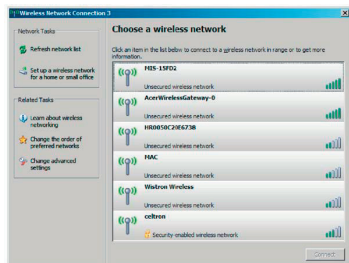 Wireless Network Connection 3
Network Tasks
Refresh network list
Set up a wireless network
for a home or small office
Related Tasks
Learn about wireless
networking
Change the order of
preferred networks
Change advanced
settings
Choose a wireless network
Click an item in the list below to connect to a wireless network in range or to get more
information.
MIS-15FD2
Unsecured wireless network
AcerWirelessGateway-0
Unsecured wireless network
HR0050C20E6738
Unsecured wireless network
MAC
Unsecured wireless network
Wistron Wireless
Unsecured wireless network
celtron
Security-enabled wireless network
Connect